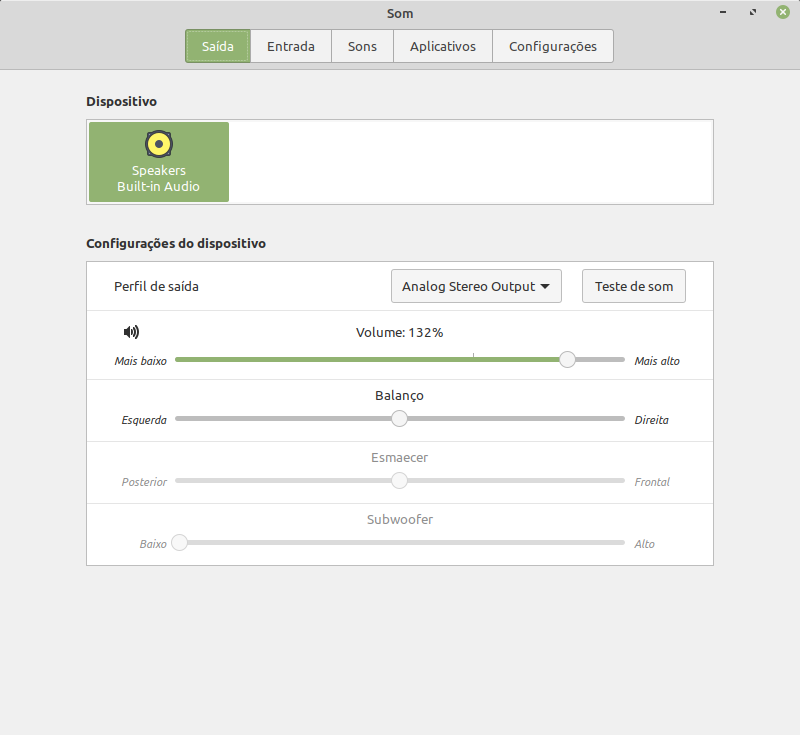 Som
Saída Entrada Sons Aplicativos Configurações
Dispositivo
Speakers
Built-in Audio
Configurações do dispositivo
Perfil de saída Analog Stereo Output Teste de som
Volume: 132%
Mais baixo Mais alto
Balanço
Esquerda Direita
Esmaecer
Posterior Frontal
Subwoofer
Baixo Alto